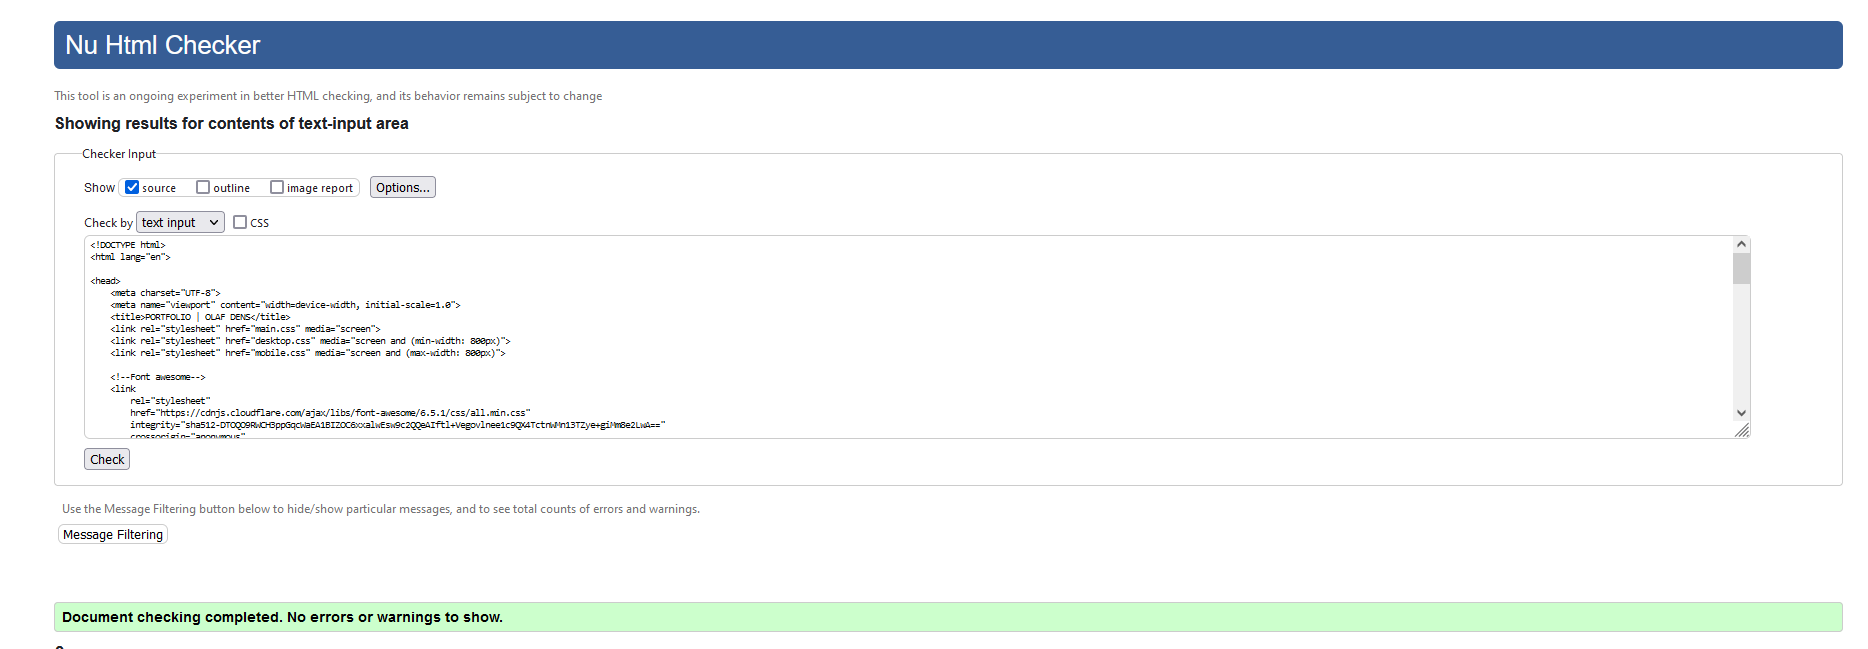 Nu Html Checker
This tool is an ongoing experiment in better HTML checking, and its behavior remains subject to change
Showing results for contents of text-input area
Checker Input
Show source outline image report Options...
Check by text input CSS
<!DOCTYPE html>
<html lang="en">
<head>
<meta charset="UTF-8">
<meta name="viewport" content="width=device-width, initial-scale=1.0">
<title>PORTFOLIO | OLAF DENS</title>
<link rel="stylesheet" href="main.css" media="screen">
<link rel="stylesheet" href="desktop.css" media="screen and (min-width: 800px)">
<link rel="stylesheet" href="mobile.css" media="screen and (max-width: 800px)">
<!--Font awesome-->
<link
rel="stylesheet"
href="https://cdnjs.cloudflare.com/ajax/libs/font-awesome/6.5.1/css/all.min.css"
crossorigin="anonymous"
Check
Use the Message Filtering button below to hide/show particular messages, and to see total counts of errors and warnings.
Message Filtering
Document checking completed. No errors or warnings to show.